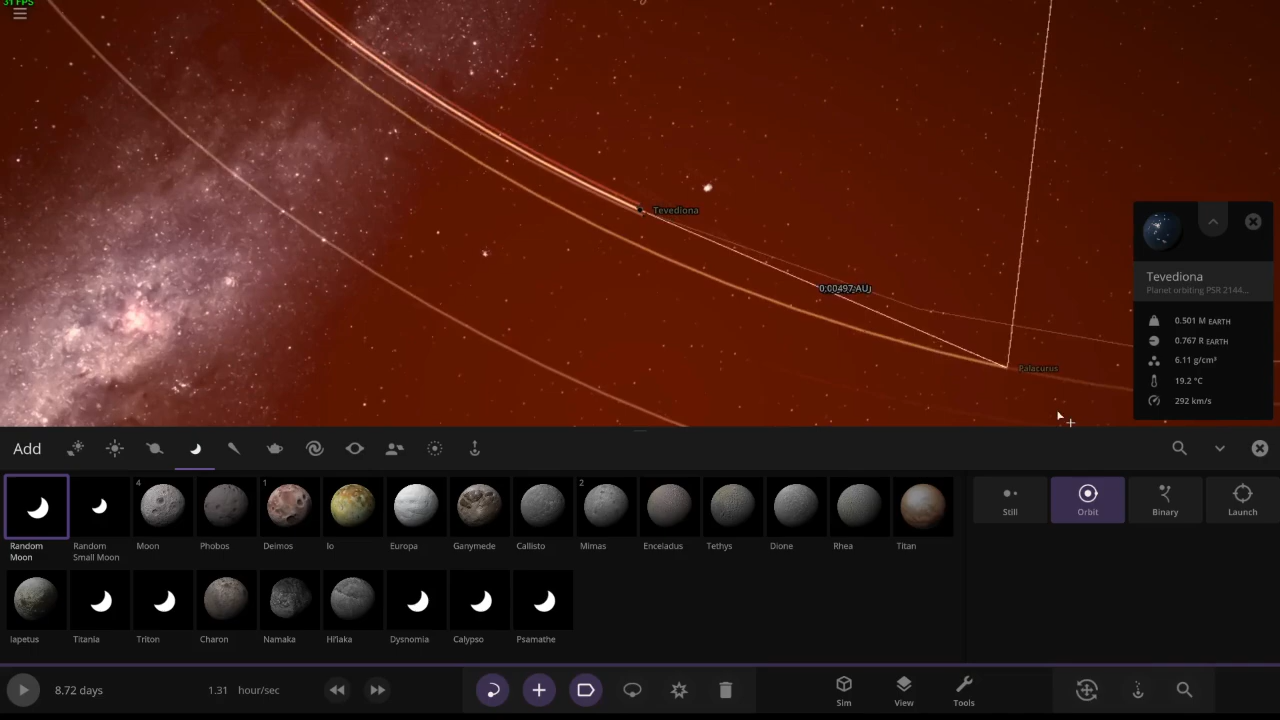 31 FPS
Tevediona
0.00497 AU
Palacurus
Tevediona
Planet orbiting PSR 2144...
0.501 M EARTH
0.767 R EARTH
6.11 g/cm³
19.2 °C
292 km/s
Add
4
1
2
Random Moon
Random Small Moon
Moon
Phobos
Deimos
Io
Europa
Ganymede
Callisto
Mimas
Enceladus
Tethys
Dione
Rhea
Titan
Still
Orbit
Binary
Launch
Iapetus
Titania
Triton
Charon
Namaka
Hi'iaka
Dysnomia
Calypso
Psamathe
8.72 days
1.31 hour/sec
Sim
View
Tools